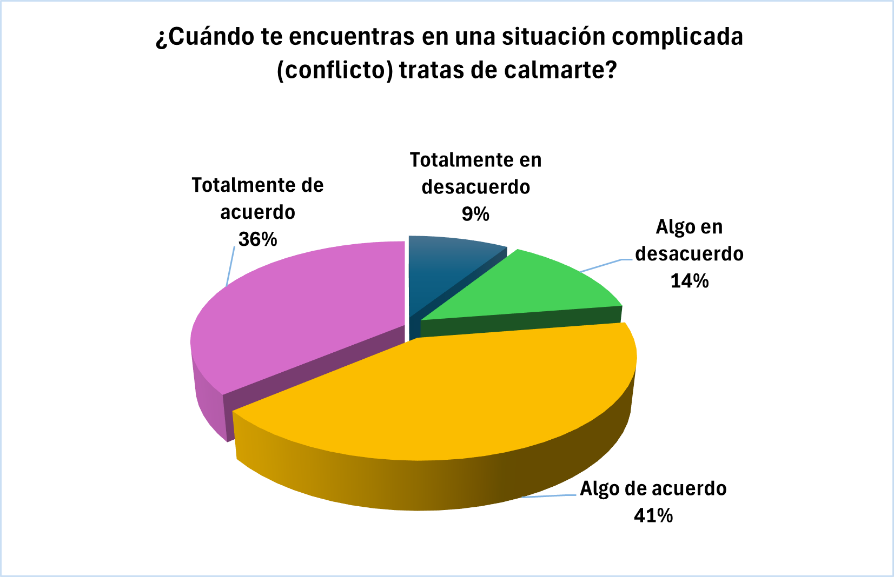 ¿Cuándo te encuentras en una situación complicada
(conflicto) tratas de calmarte?
Totalmente en
desacuerdo
9%
Totalmente de
acuerdo
36%
Algo en
desacuerdo
14%
Algo de acuerdo
41%